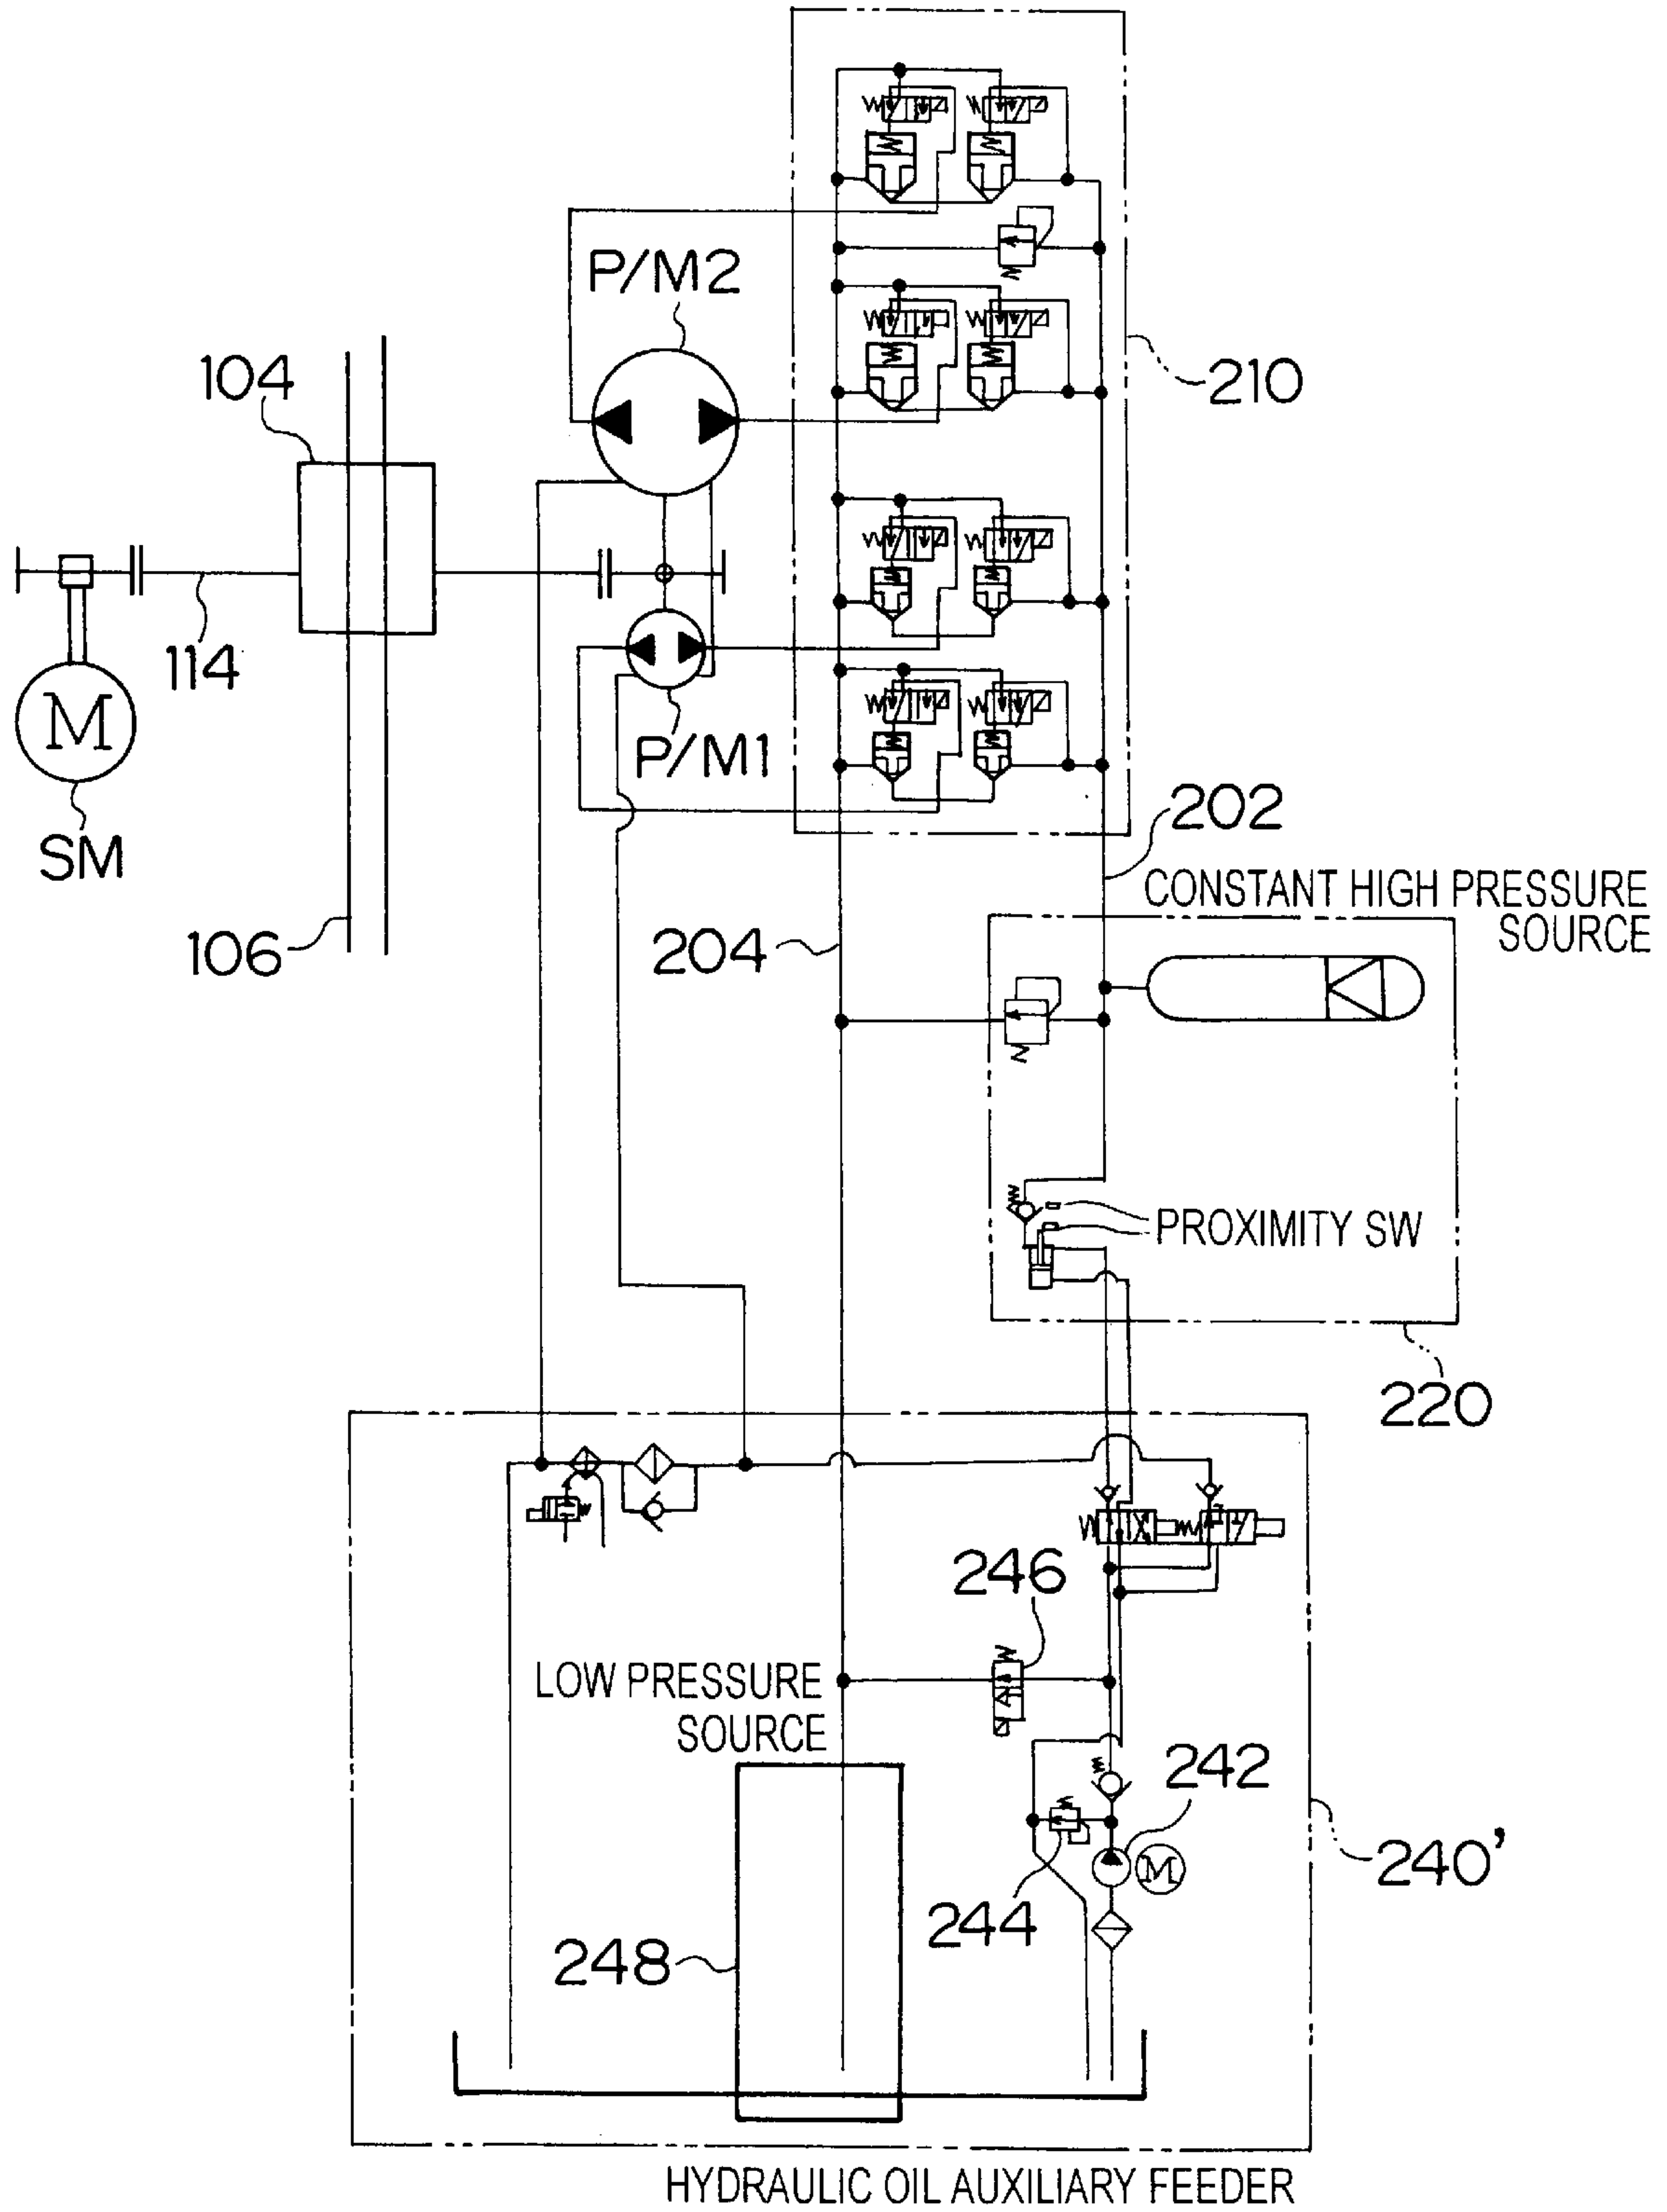 P/M2
104
210
114
M
P/M1
SM
202
CONSTANT HIGH PRESSURE
SOURCE
204
106
PROXIMITY SW
220
246
LOW PRESSURE
SOURCE
242
M
240'
244
248
HYDRAULIC OIL AUXILIARY FEEDER